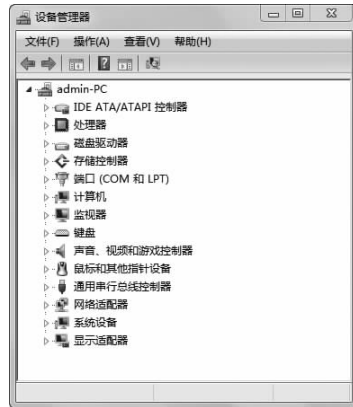 设备管理器
文件(F) 操作(A) 查看(V) 帮助(H)
admin-PC
IDE ATA/ATAPI 控制器
处理器
磁盘驱动器
存储控制器
端口 (COM 和 LPT)
计算机
监视器
键盘
声音、视频和游戏控制器
鼠标和其他指针设备
通用串行总线控制器
网络适配器
系统设备
显示适配器